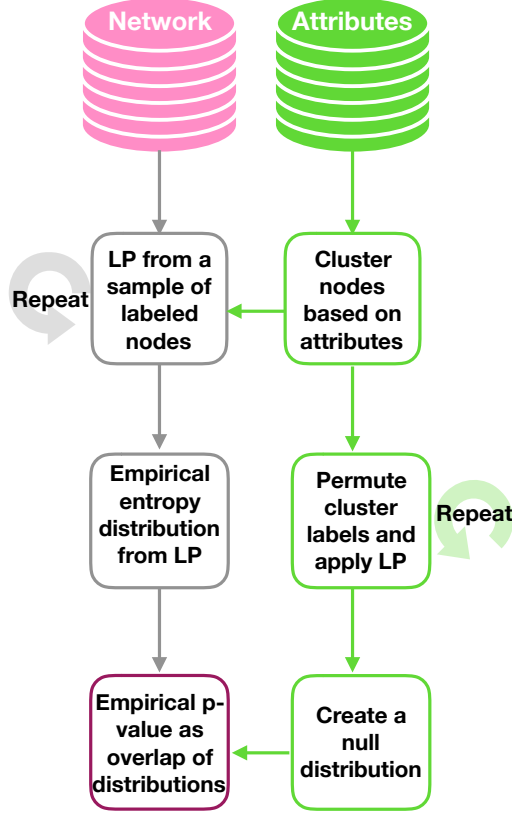 Network
Attributes
LP from a
sample of
labeled
nodes
Repeat
Cluster
nodes
based on
attributes
Empirical
entropy
distribution
from LP
Permute
cluster
labels and
apply LP
Repeat
Empirical p-
value as
overlap of
distributions
Create a
null
distribution